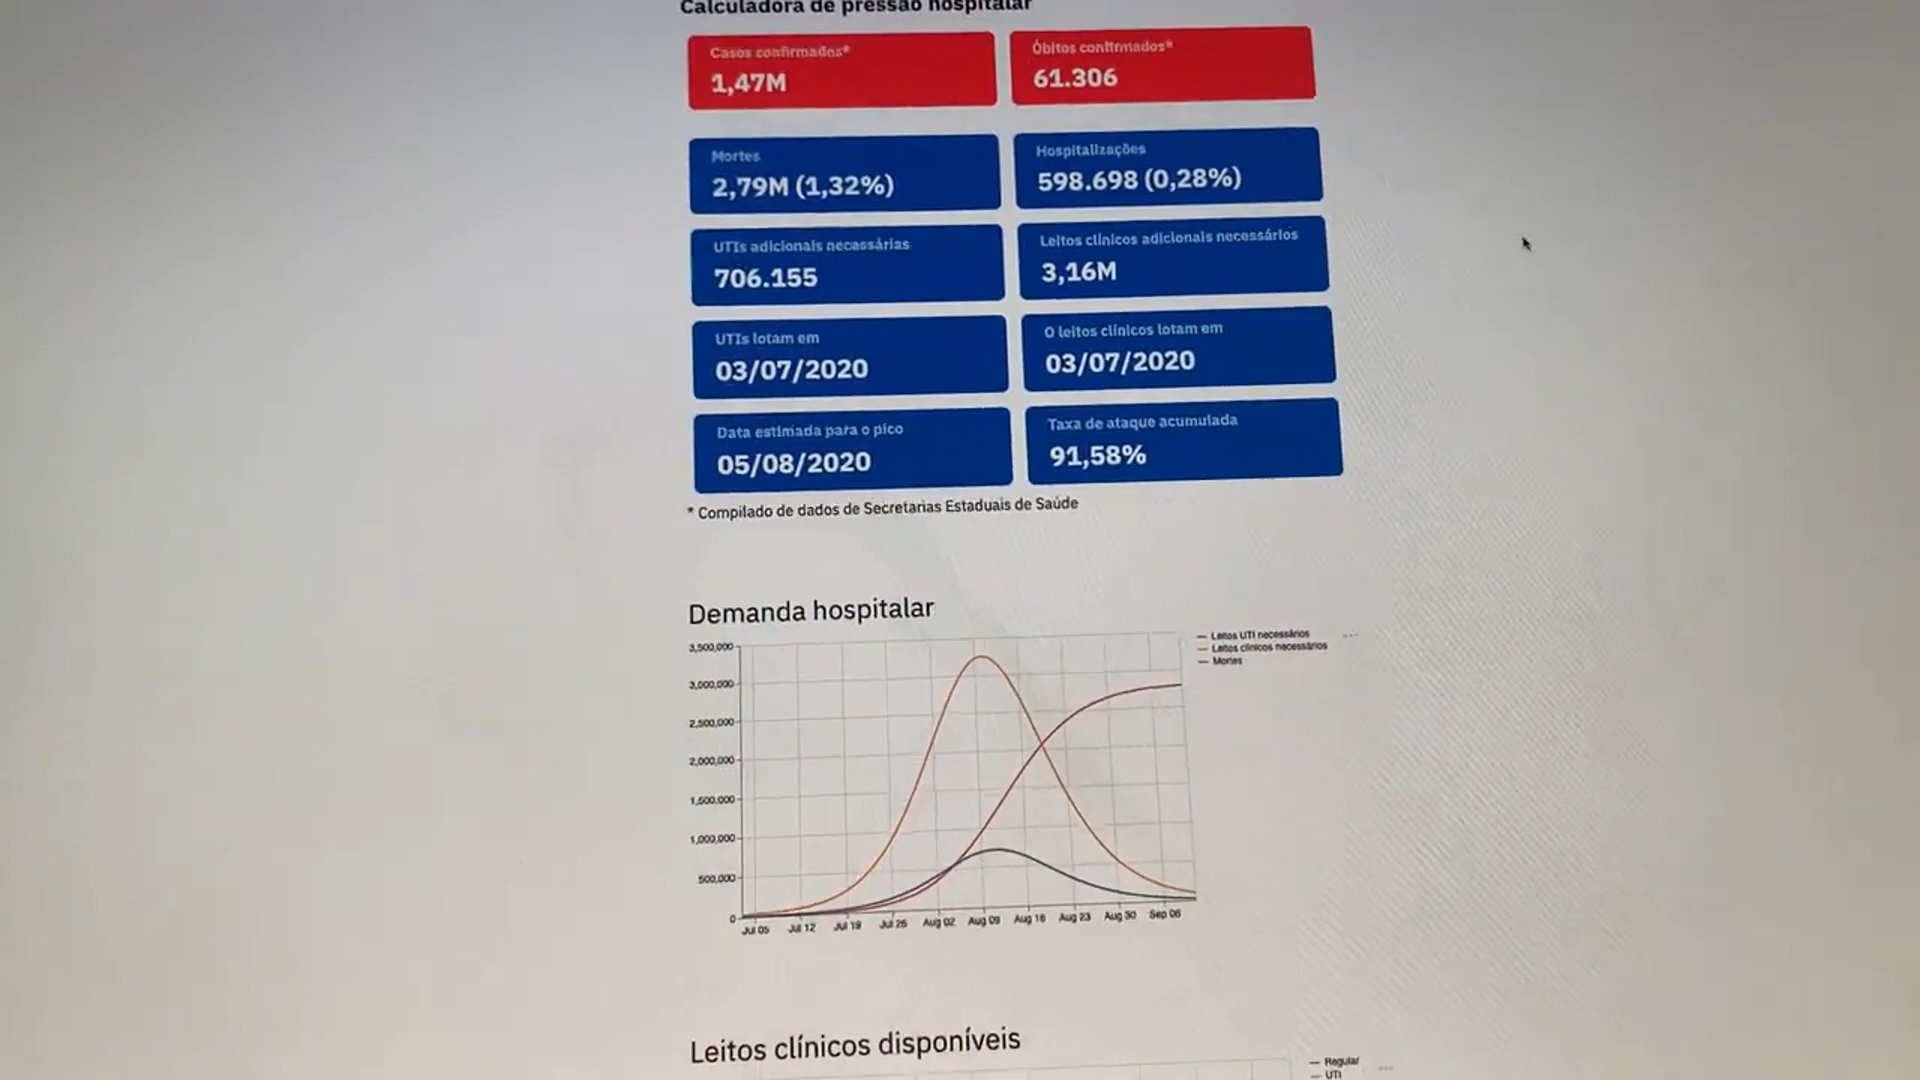 Calculadora de pressão hospitalar
Casos confirmados*
1,47M
Óbitos confirmados*
61.306
Mortes
2,79M (1,32%)
Hospitalizações
598.698 (0,28%)
UTIs adicionais necessárias
706.155
Leitos clínicos adicionais necessários
3,16M
UTIs lotam em
03/07/2020
O leitos clínicos lotam em
03/07/2020
Data estimada para o pico
05/08/2020
Taxa de ataque acumulada
91,58%
* Compilado de dados de Secretarias Estaduais de Saúde
Demanda hospitalar
Leitos UTI necessários
Leitos clínicos necessários
Mortes
3,500,000
3,000,000
2,500,000
2,000,000
1,500,000
1,000,000
500,000
0
Jul 05 Jul 12 Jul 19 Jul 26 Aug 02 Aug 09 Aug 16 Aug 23 Aug 30 Sep 06
Leitos clínicos disponíveis
Regular
UTI